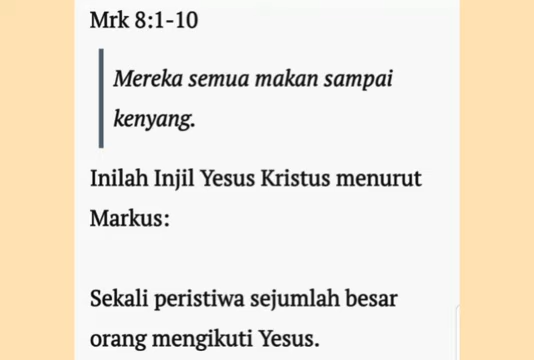 Mrk 8:1-10
Mereka semua makan sampai
kenyang.
Inilah Injil Yesus Kristus menurut
Markus:
Sekali peristiwa sejumlah besar
orang mengikuti Yesus.